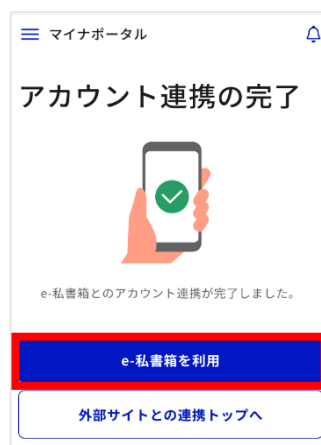 マイナポータル
アカウント連携の完了
e-私書箱とのアカウント連携が完了しました。
e-私書箱を利用
外部サイトとの連携トップへ